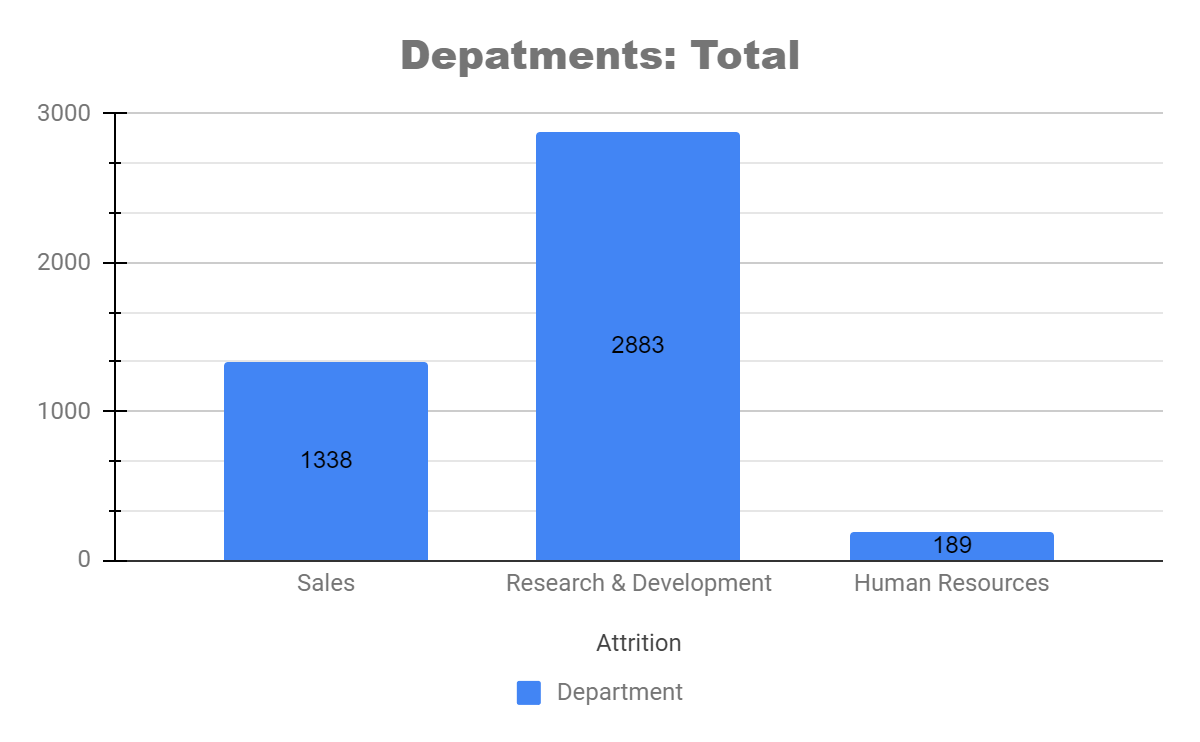 Depatments: Total
3000
2000
1000
0
1338
2883
189
Sales
Research & Development
Human Resources
Attrition
Department